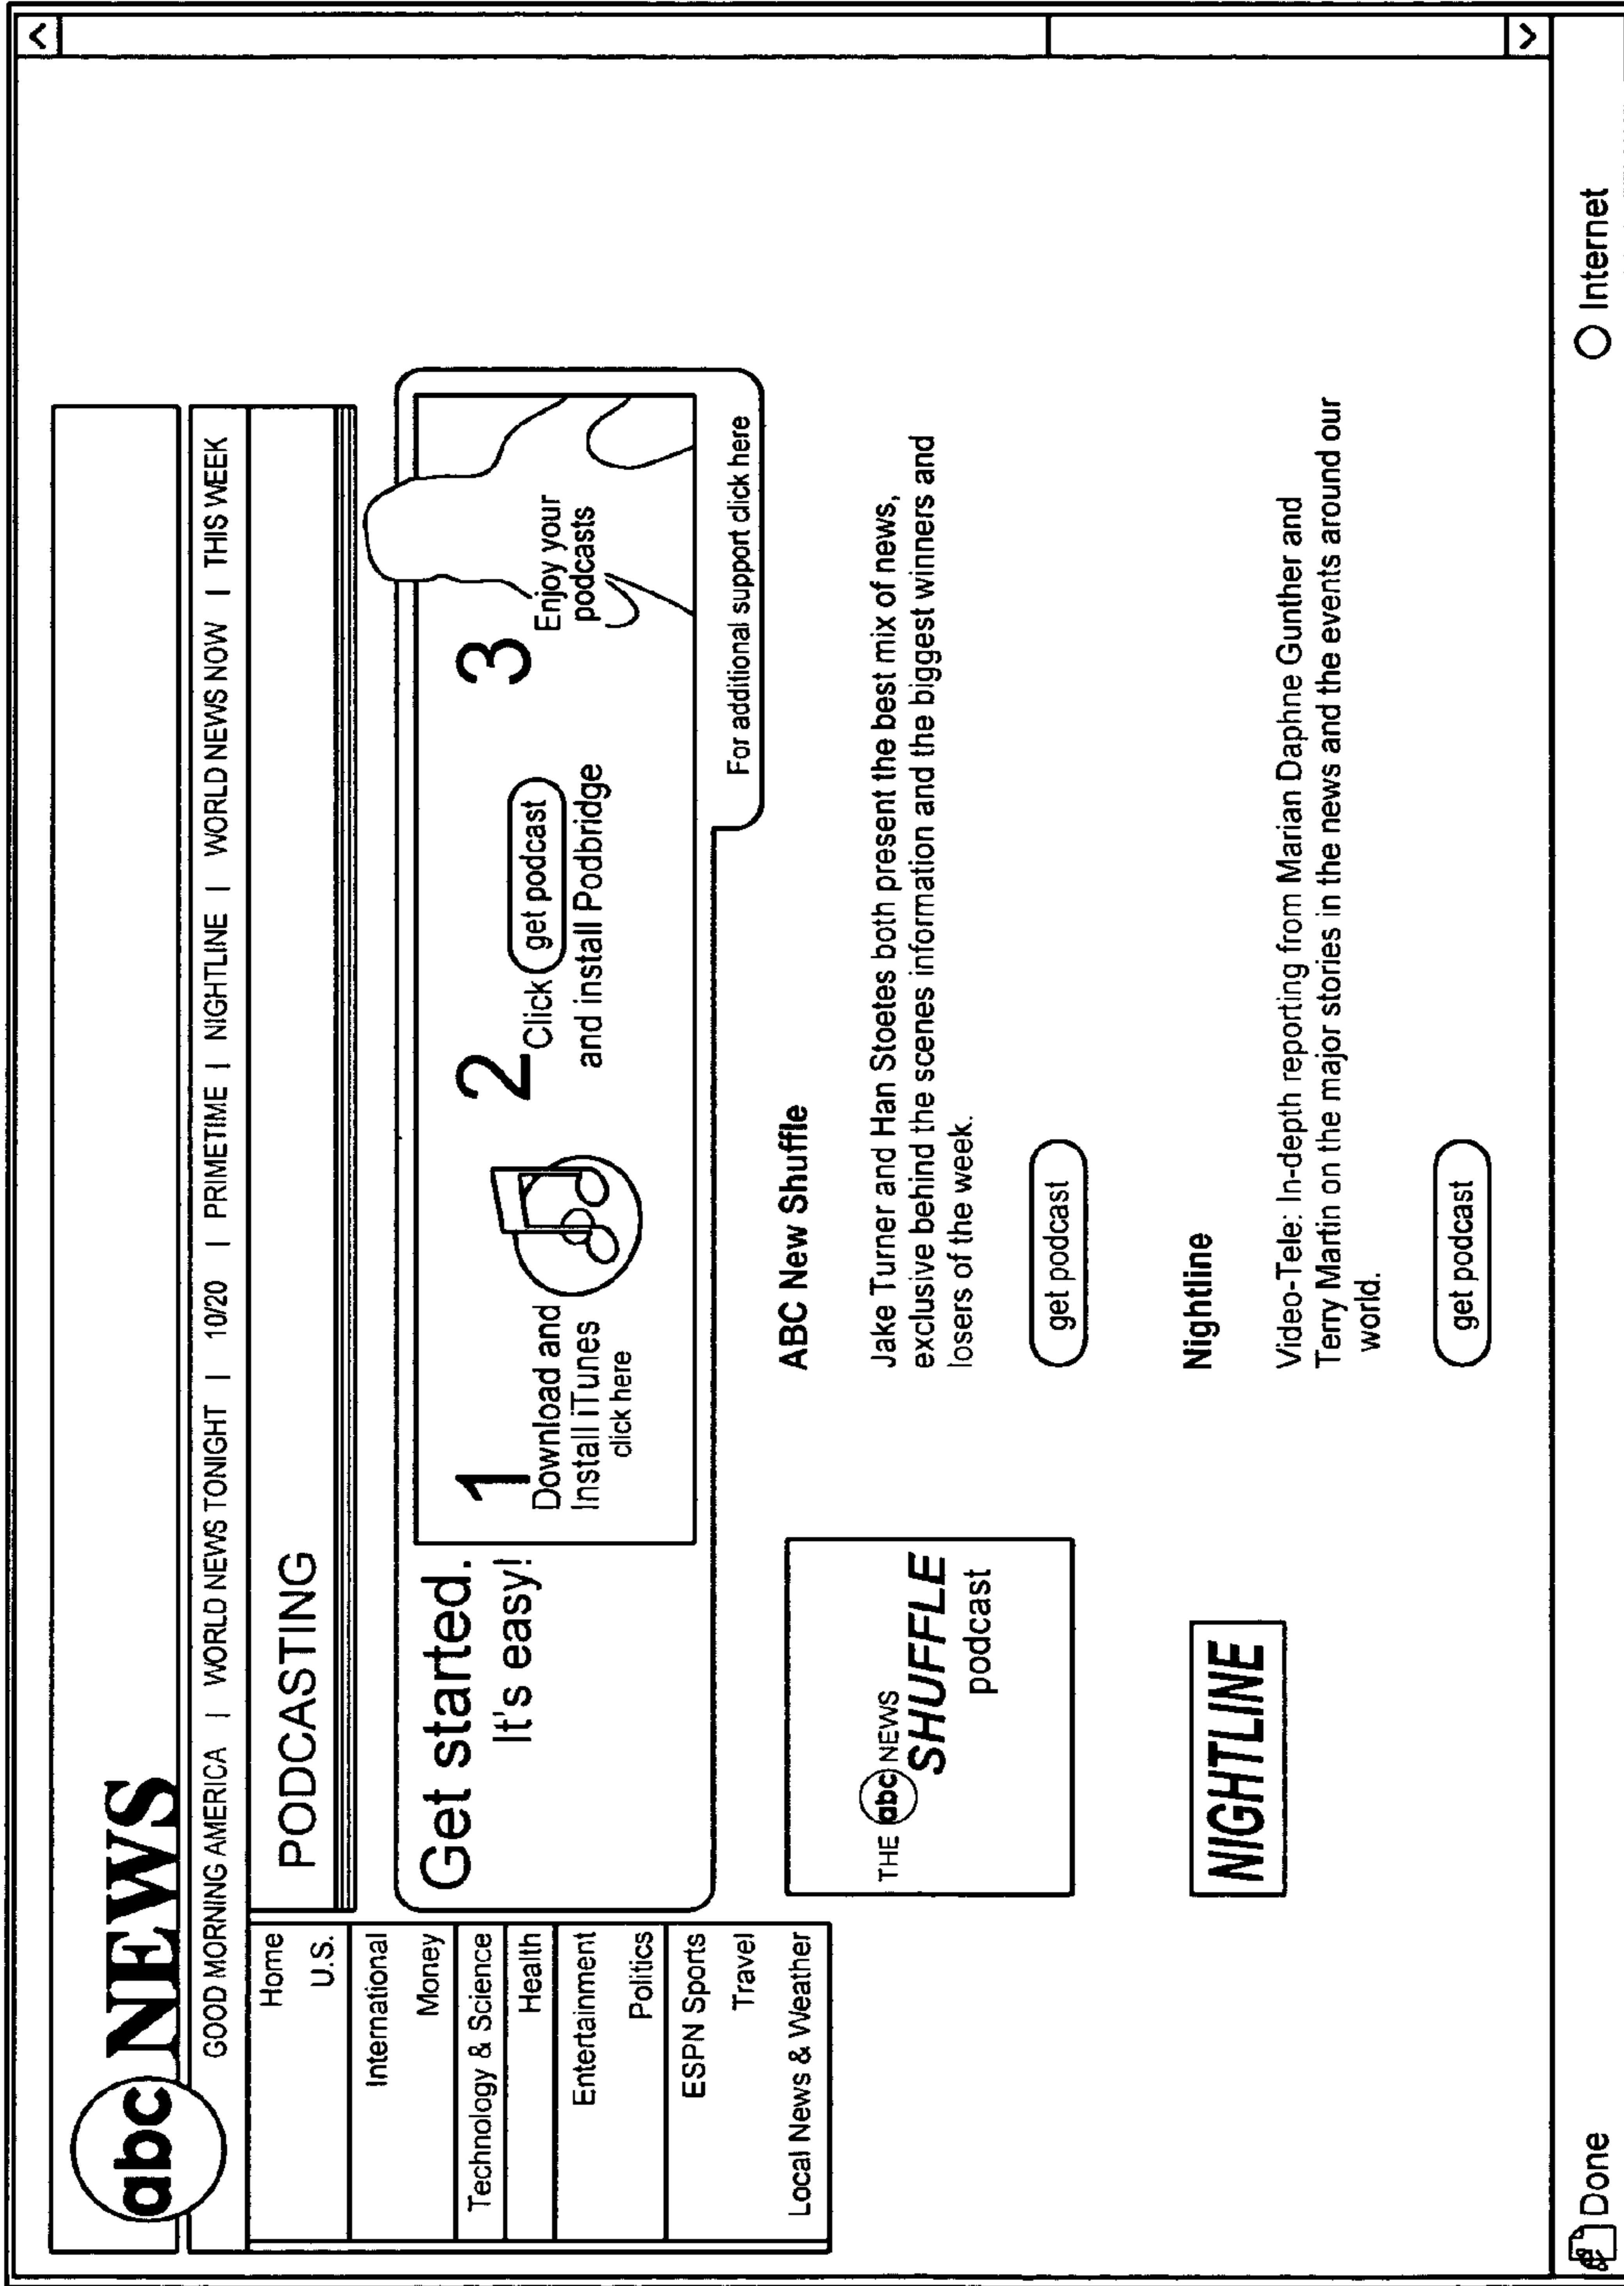 abc NEWS
GOOD MORNING AMERICA | WORLD NEWS TONIGHT | 10/20 | PRIMETIME | NIGHTLINE | WORLD NEWS NOW | THIS WEEK
Home
U.S.
International
Money
Technology & Science
Health
Entertainment
Politics
ESPN Sports
Travel
Local News & Weather
PODCASTING
Get started.
It's easy!
1
Download and
Install iTunes
click here
2
Click get podcast
and install Podbridge
3
Enjoy your
podcasts
For additional support click here
THE abc NEWS
SHUFFLE
podcast
ABC New Shuffle
Jake Turner and Han Stoetes both present the best mix of news,
exclusive behind the scenes information and the biggest winners and
losers of the week.
get podcast
NIGHTLINE
Nightline
Video-Tele: In-depth reporting from Marian Daphne Gunther and
Terry Martin on the major stories in the news and the events around our
world.
get podcast
Done
Internet